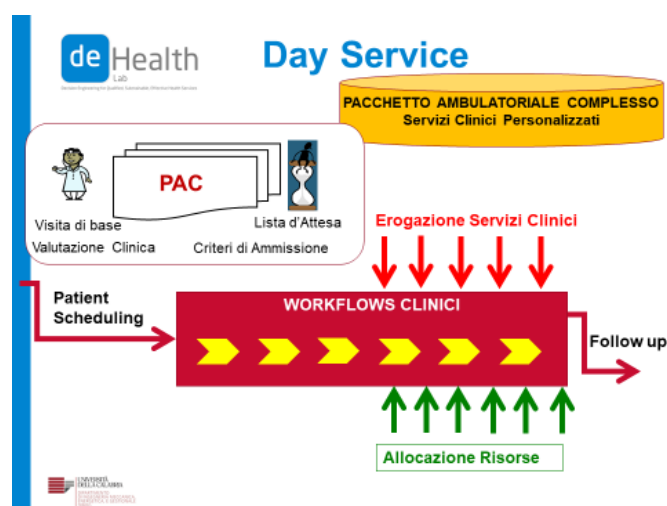 de Health
Lab
Day Service
PACCHETTO AMBULATORIALE COMPLESSO
Servizi Clinici Personalizzati
PAC
Visita di base
Lista d'Attesa
Valutazione Clinica
Criteri di Ammissione
Erogazione Servizi Clinici
Patient
Scheduling
WORKFLOWS CLINICI
Follow up
Allocazione Risorse
UNIVERSITÀ
DELLA CALABRIA